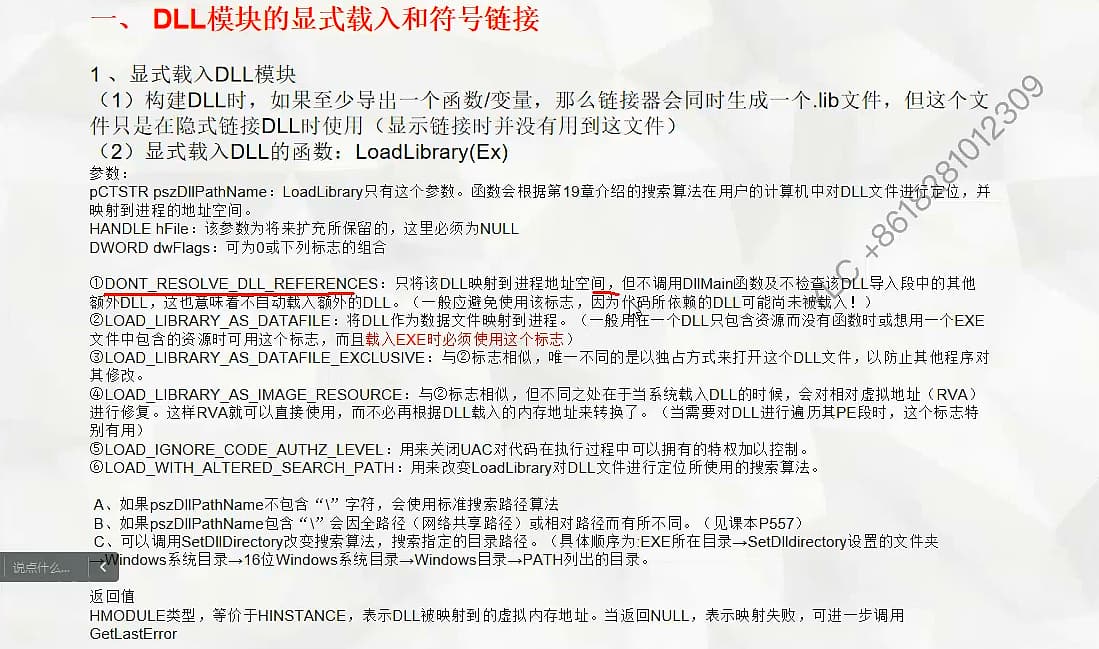 一、 DLL模块的显式载入和符号链接
1 、显式载入DLL模块
（1）构建DLL时，如果至少导出一个函数/变量，那么链接器会同时生成一个.lib文件，但这个文
件只是在隐式链接DLL时使用（显示链接时并没有用到这文件）
（2）显式载入DLL的函数：LoadLibrary(Ex)
参数：
pCTSTR pszDllPathName：LoadLibrary只有这个参数。函数会根据第19章介绍的搜索算法在用户的计算机中对DLL文件进行定位，并
映射到进程的地址空间。
HANDLE hFile：该参数为将来扩充所保留的，这里必须为NULL
DWORD dwFlags：可为0或下列标志的组合
①DONT_RESOLVE_DLL_REFERENCES：只将该DLL映射到进程地址空间，但不调用DllMain函数及不检查该DLL导入段中的其他
额外DLL，这也意味着不自动载入额外的DLL。（一般应避免使用该标志，因为代码所依赖的DLL可能尚未被载入！）
②LOAD_LIBRARY_AS_DATAFILE：将DLL作为数据文件映射到进程。（一般用在一个DLL只包含资源而没有函数时或想用一个EXE
文件中包含的资源时可用这个标志，而且载入EXE时必须使用这个标志）
③LOAD_LIBRARY_AS_DATAFILE_EXCLUSIVE：与②标志相似，唯一不同的是以独占方式来打开这个DLL文件，以防止其他程序对
其修改。
④LOAD_LIBRARY_AS_IMAGE_RESOURCE：与②标志相似，但不同之处在于当系统载入DLL的时候，会对相对虚拟地址（RVA）
进行修复。这样RVA就可以直接使用，而不必再根据DLL载入的内存地址来转换了。（当需要对DLL进行遍历其PE段时，这个标志特
别有用）
⑤LOAD_IGNORE_CODE_AUTHZ_LEVEL：用来关闭UAC对代码在执行过程中可以拥有的特权加以控制。
⑥LOAD_WITH_ALTERED_SEARCH_PATH：用来改变LoadLibrary对DLL文件进行定位所使用的搜索算法。
A、如果pszDllPathName不包含“\”字符，会使用标准搜索路径算法
B、如果pszDllPathName包含“\”会因全路径（网络共享路径）或相对路径而有所不同。（见课本P557）
C、可以调用SetDllDirectory改变搜索算法，搜索指定的目录路径。（具体顺序为:EXE所在目录→SetDlldirectory设置的文件夹
→Windows系统目录→16位Windows系统目录→Windows目录→PATH列出的目录。
说点什么...
返回值
HMODULE类型，等价于HINSTANCE，表示DLL被映射到的虚拟内存地址。当返回NULL，表示映射失败，可进一步调用
GetLastError
LC +8618281012309